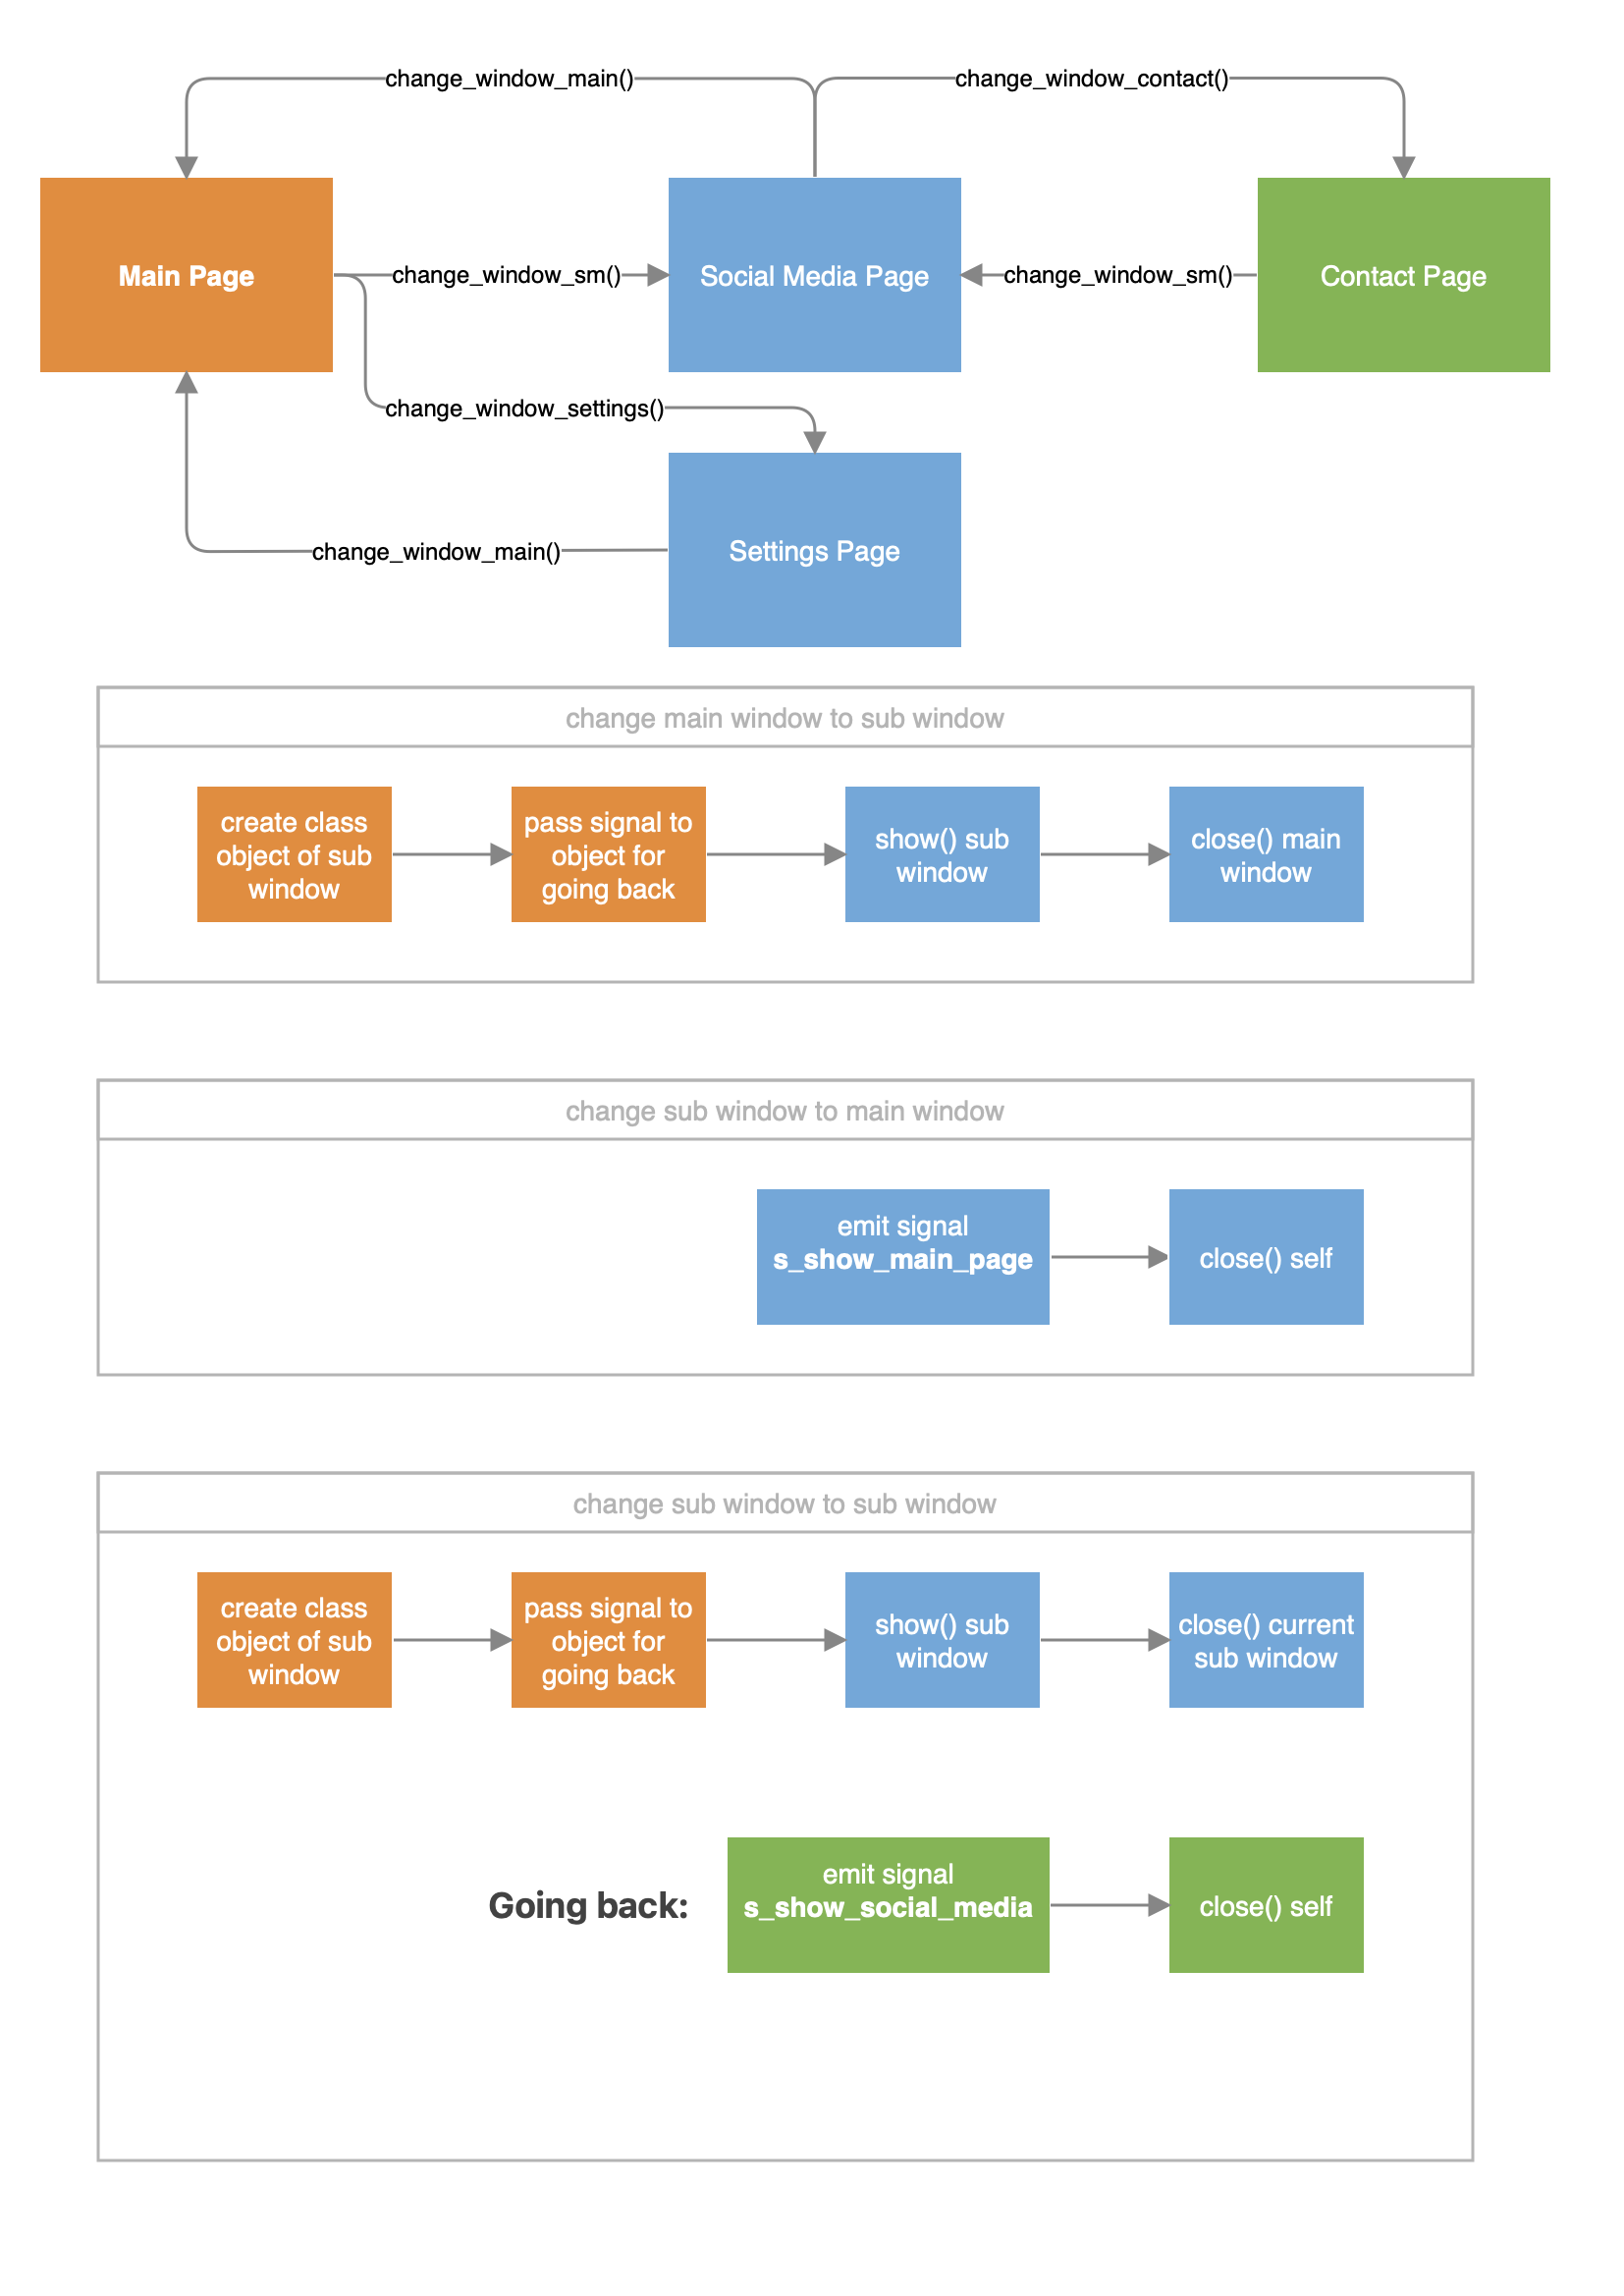 change_window_main()
change_window_contact()
Main Page
change_window_sm()
Social Media Page
change_window_sm()
Contact Page
change_window_settings()
change_window_main()
Settings Page
change main window to sub window
create class
object of sub
window
pass signal to
object for
going back
show() sub
window
close() main
window
change sub window to main window
emit signal
s_show_main_page
close() self
change sub window to sub window
create class
object of sub
window
pass signal to
object for
going back
show() sub
window
close() current
sub window
Going back:
emit signal
s_show_social_media
close() self